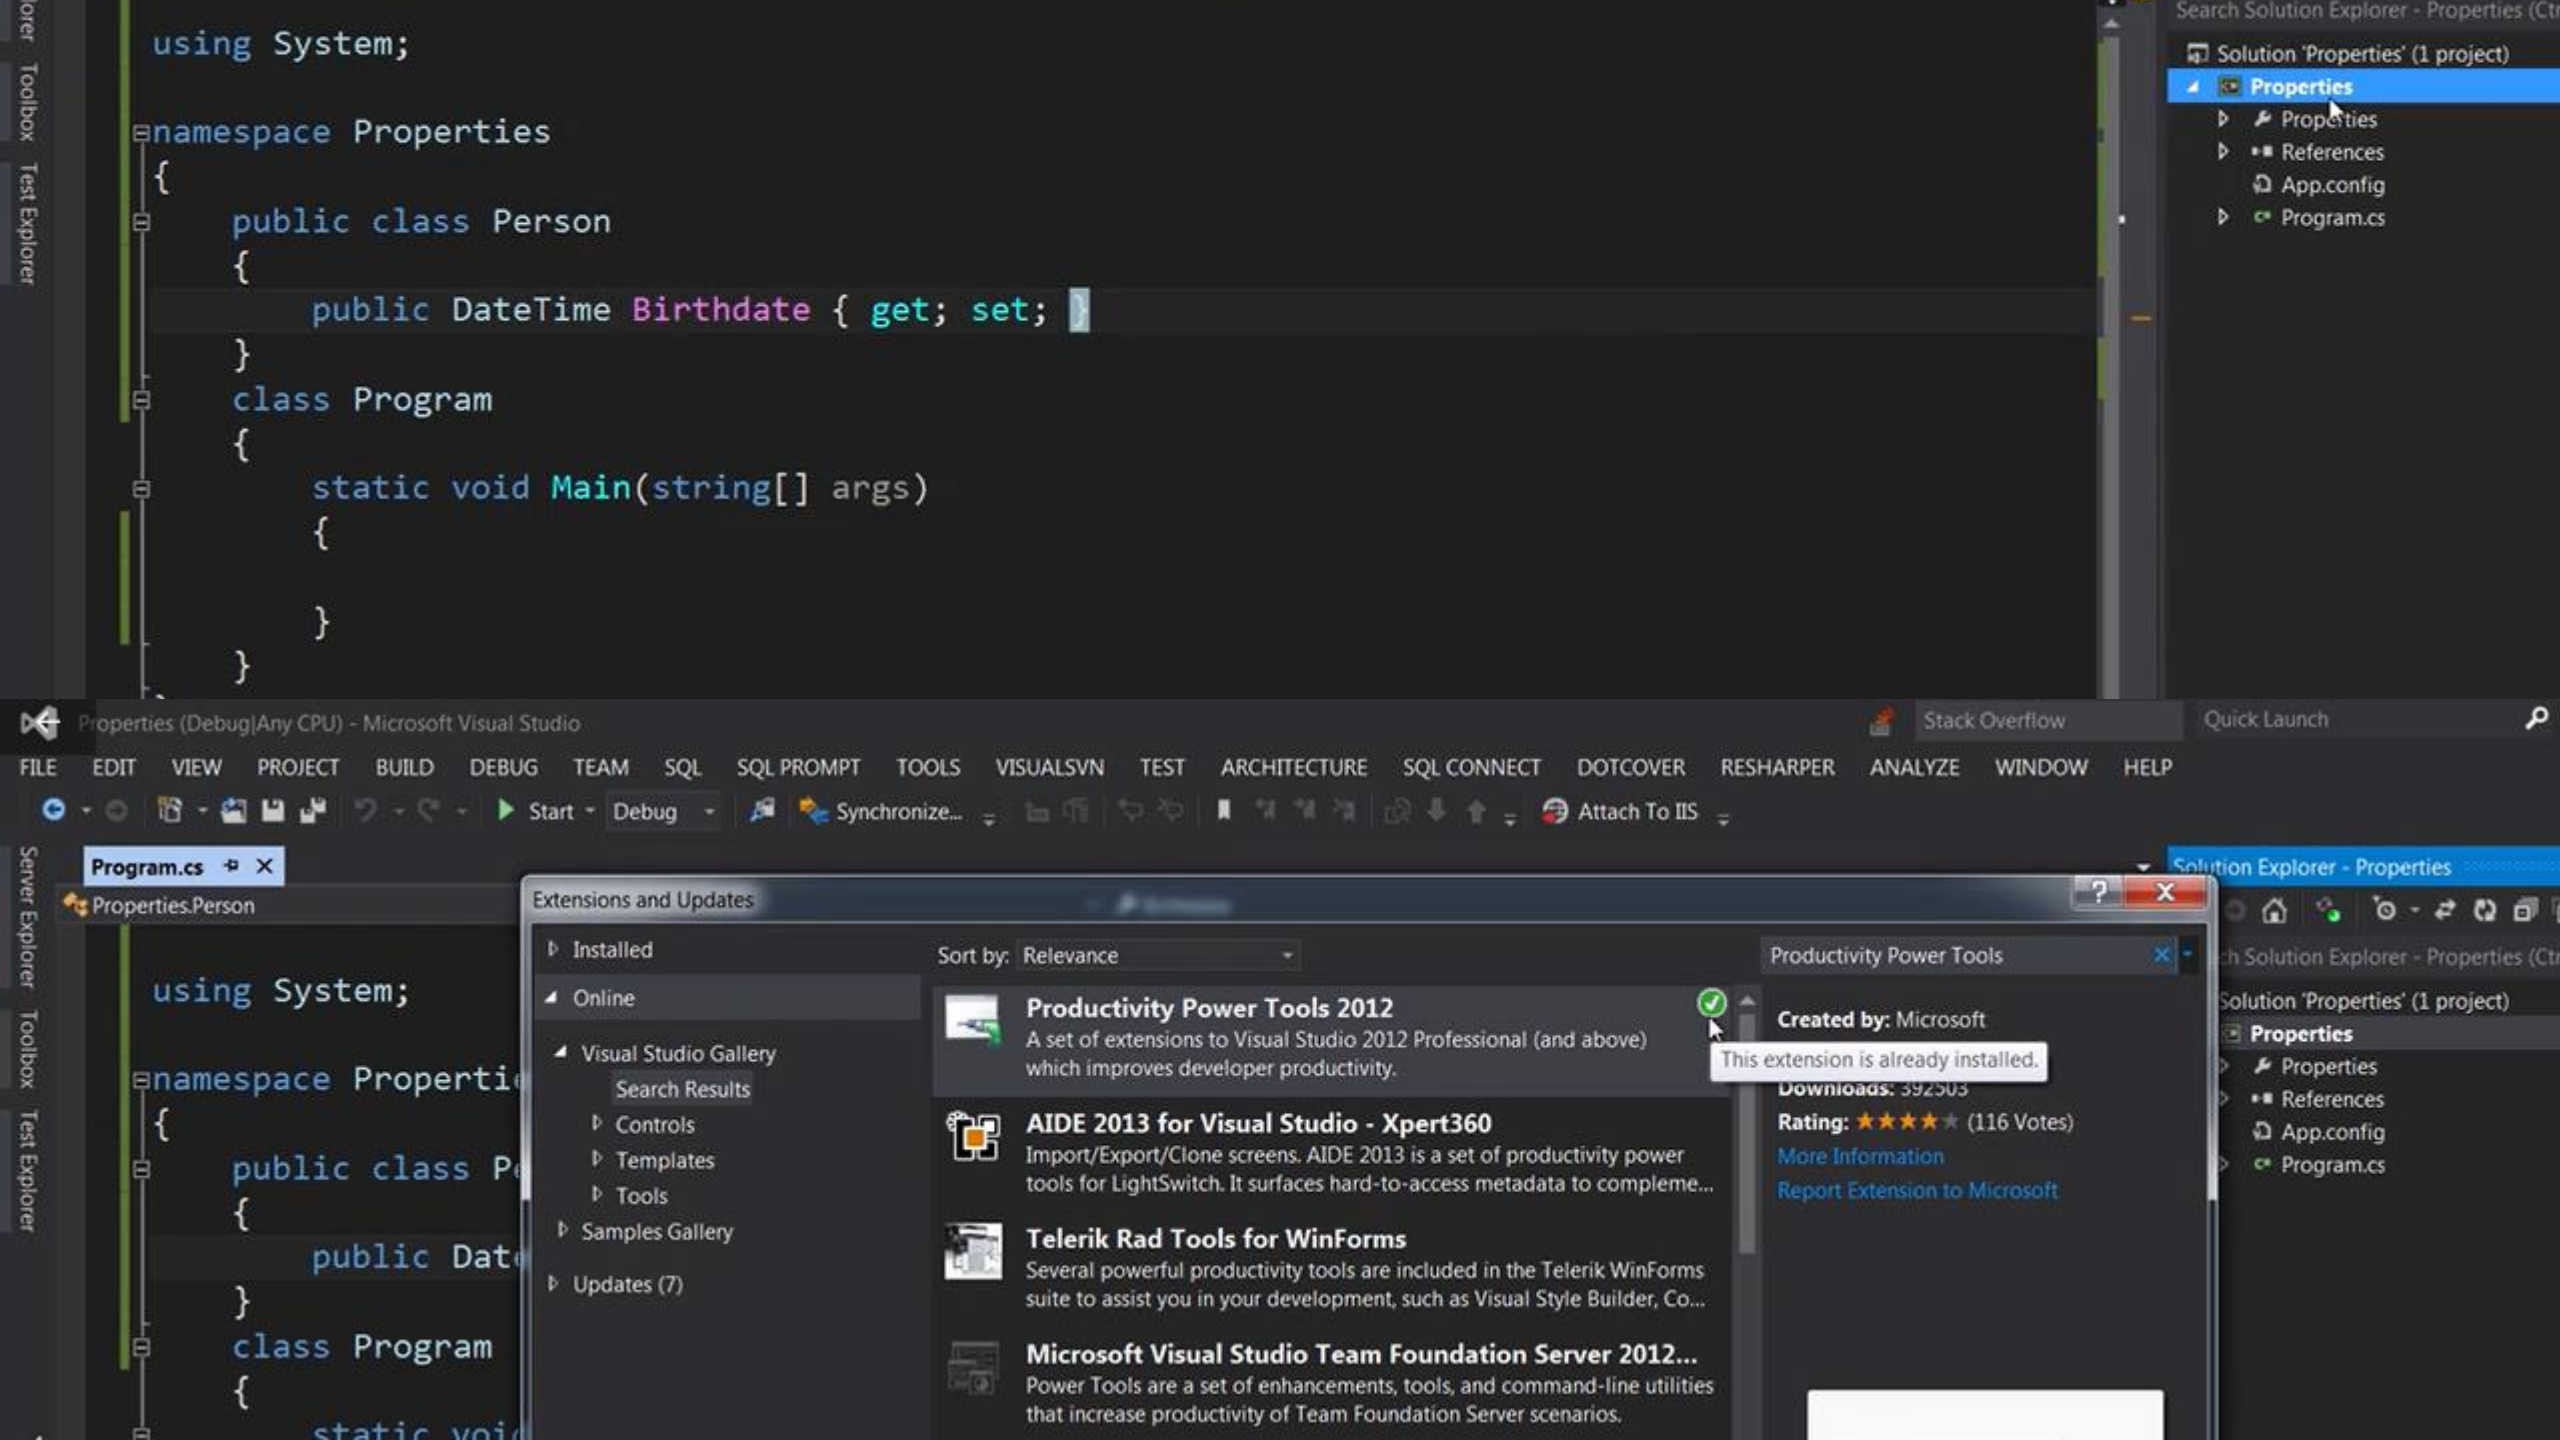 Search Solution Explorer - Properties (Ctr
using System;
Toolbox
Test Explorer
Solution 'Properties' (1 project)
Properties
Properties
References
App.config
Program.cs
namespace Properties
{
public class Person
{
public DateTime Birthdate { get; set; }
}
class Program
{
static void Main(string[] args)
{
}
}
Properties (Debug|Any CPU) - Microsoft Visual Studio
Stack Overflow
Quick Launch
FILE EDIT VIEW PROJECT BUILD DEBUG TEAM SQL SQL PROMPT TOOLS VISUALSVN TEST ARCHITECTURE SQL CONNECT DOTCOVER RESHARPER ANALYZE WINDOW HELP
Start Debug Synchronize... Attach To IIS
Server Explorer
Toolbox
Test Explorer
Program.cs
Properties.Person
using System;
namespace Properti
{
public class P
{
public Dat
}
class Program
{
static voi
Extensions and Updates
Installed
Online
Visual Studio Gallery
Search Results
Controls
Templates
Tools
Samples Gallery
Updates (7)
Sort by: Relevance
Productivity Power Tools 2012
A set of extensions to Visual Studio 2012 Professional (and above)
which improves developer productivity.
AIDE 2013 for Visual Studio - Xpert360
Import/Export/Clone screens. AIDE 2013 is a set of productivity power
tools for LightSwitch. It surfaces hard-to-access metadata to compleme...
Telerik Rad Tools for WinForms
Several powerful productivity tools are included in the Telerik WinForms
suite to assist you in your development, such as Visual Style Builder, Co...
Microsoft Visual Studio Team Foundation Server 2012...
Power Tools are a set of enhancements, tools, and command-line utilities
that increase productivity of Team Foundation Server scenarios.
Productivity Power Tools
Created by: Microsoft
This extension is already installed.
Downloads: 392503
Rating: (116 Votes)
More Information
Report Extension to Microsoft
Solution Explorer - Properties
ch Solution Explorer - Properties (Ctr
Solution 'Properties' (1 project)
Properties
Properties
References
App.config
Program.cs